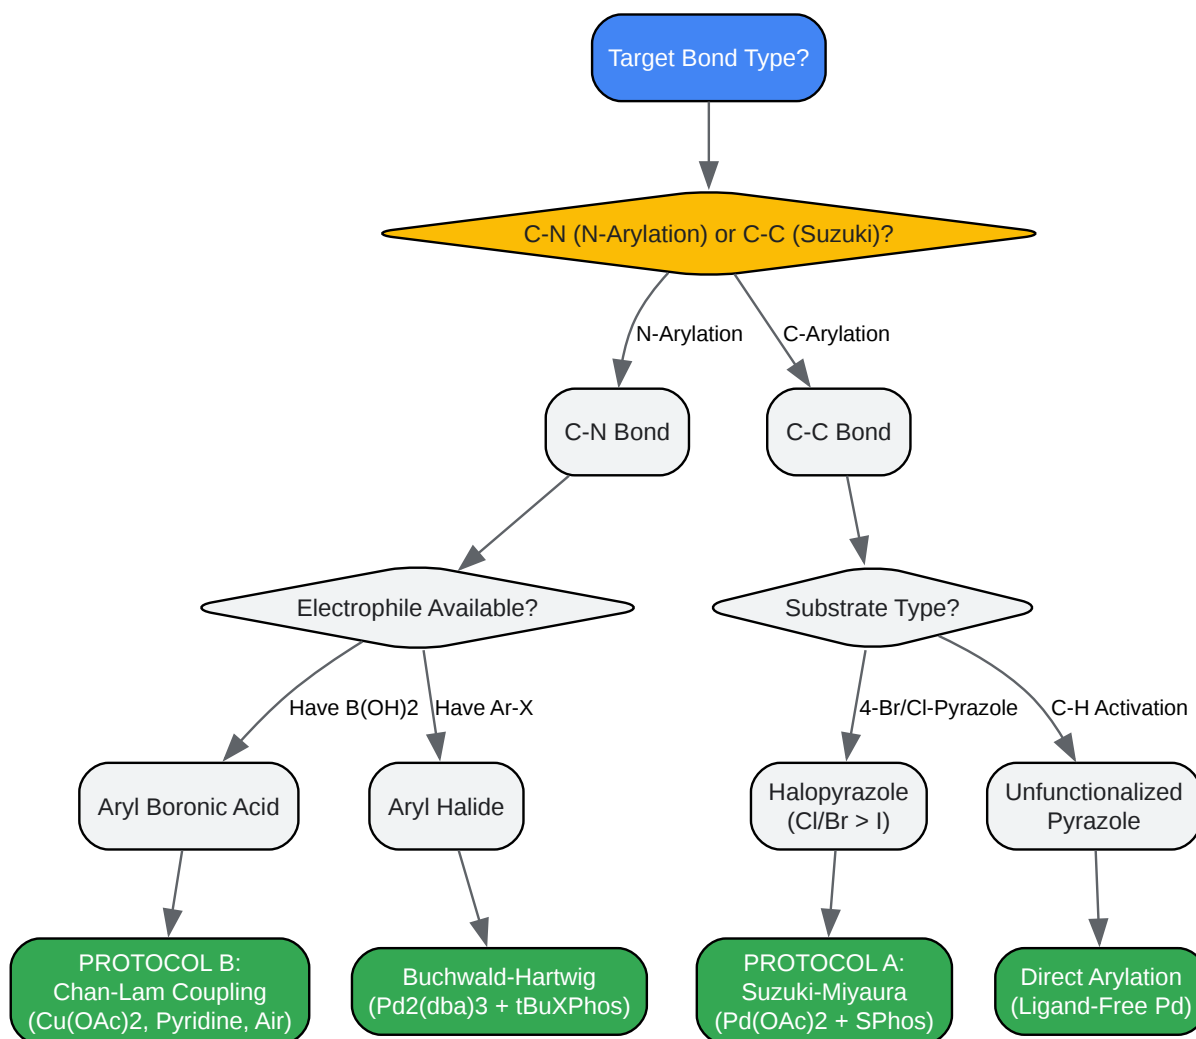 Target Bond Type?
C-N (N-Arylation) or C-C (Suzuki)?
N-Arylation
C-Arylation
C-N Bond
C-C Bond
Electrophile Available?
Substrate Type?
Have B(OH)2
Have Ar-X
4-Br/Cl-Pyrazole
C-H Activation
Aryl Boronic Acid
Aryl Halide
Halopyrazole
(Cl/Br > I)
Unfunctionalized
Pyrazole
PROTOCOL B:
Chan-Lam Coupling
(Cu(OAc)2, Pyridine, Air)
Buchwald-Hartwig
(Pd2(dba)3 + tBuXPhos)
PROTOCOL A:
Suzuki-Miyaura
(Pd(OAc)2 + SPhos)
Direct Arylation
(Ligand-Free Pd)